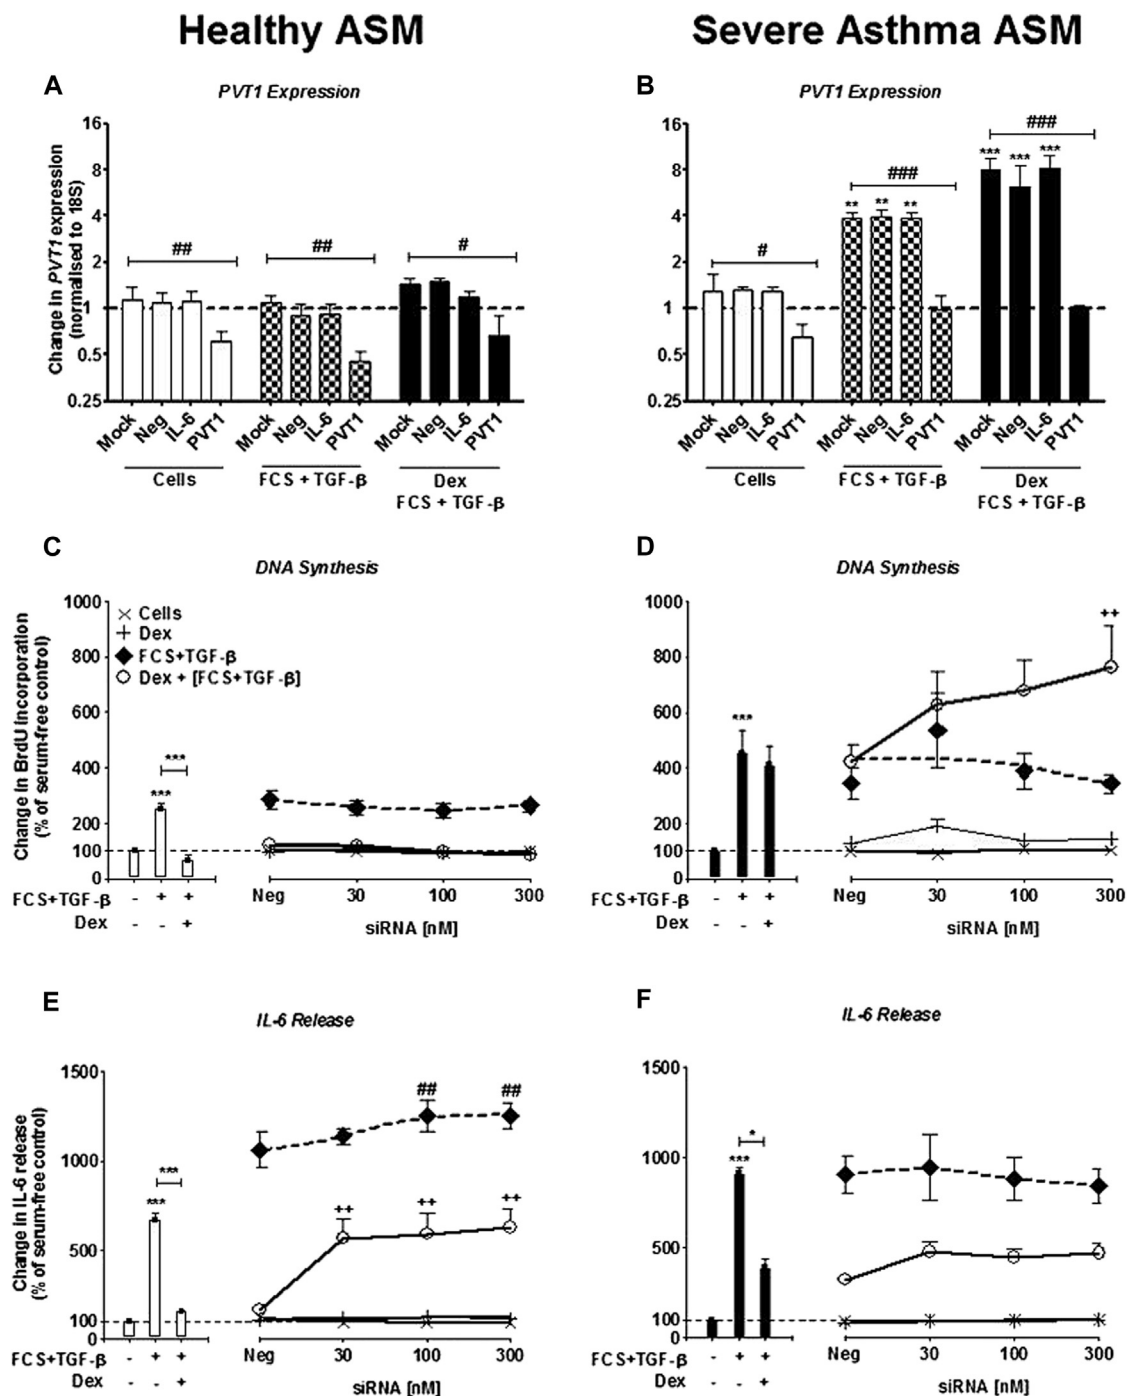 Healthy ASM
Severe Asthma ASM
A
PVT1 Expression
Change in PVT1 expression
(normalised to 18S)
16
8
4
2
1
0.5
0.25
##
##
#
Mock
Neg
IL-6
PVT1
Mock
Neg
IL-6
PVT1
Mock
Neg
IL-6
PVT1
Cells
FCS + TGF-β
Dex
FCS + TGF-β
B
PVT1 Expression
16
8
4
2
1
0.5
0.25
#
###
** ** **
###
*** *** ***
Mock
Neg
IL-6
PVT1
Mock
Neg
IL-6
PVT1
Mock
Neg
IL-6
PVT1
Cells
FCS + TGF-β
Dex
FCS + TGF-β
C
DNA Synthesis
Change in BrdU incorporation
(% of serum-free control)
1000
800
600
400
200
100
0
Cells
Dex
FCS+TGF-β
Dex + [FCS+TGF-β]
***
***
FCS+TGF-β - + +
Dex - - +
Neg 30 100 300
siRNA [nM]
D
DNA Synthesis
1000
800
600
400
200
100
0
***
++
FCS+TGF-β - + +
Dex - - +
Neg 30 100 300
siRNA [nM]
E
IL-6 Release
Change in IL-6 release
(% of serum-free control)
1500
1000
500
100
0
***
***
## ##
++ ++ ++
FCS+TGF-β - + +
Dex - - +
Neg 30 100 300
siRNA [nM]
F
IL-6 Release
1500
1000
500
100
0
*
***
FCS+TGF-β - + +
Dex - - +
Neg 30 100 300
siRNA [nM]